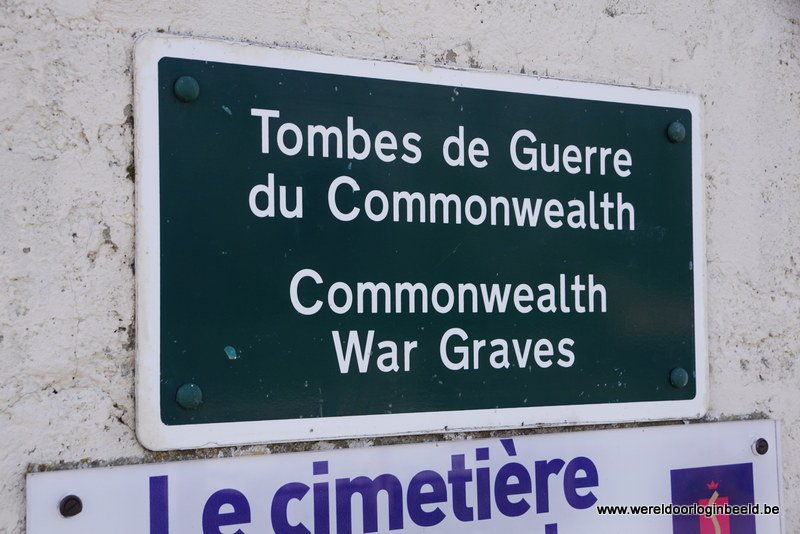 Tombes de Guerre
du Commonwealth
Commonwealth
War Graves
Le cimetière
www.wereldoorloginbeeld.be